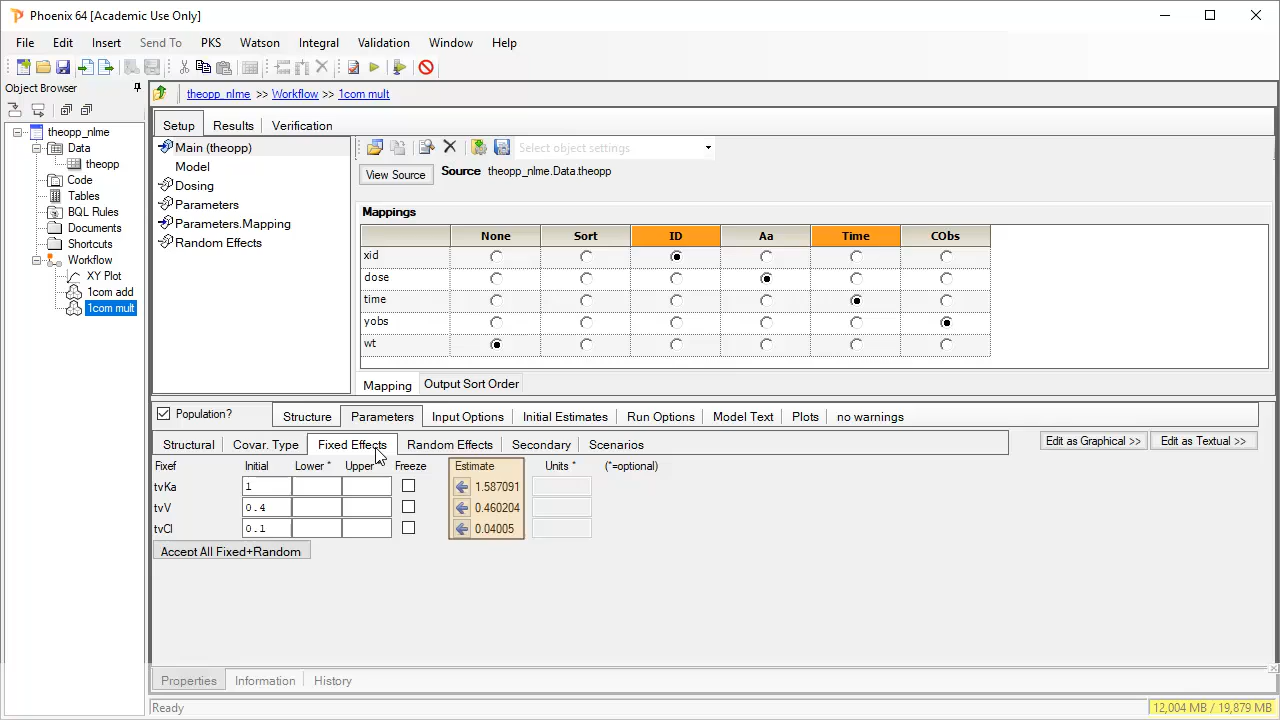 Phoenix 64 [Academic Use Only]
File Edit Insert Send To PKS Watson Integral Validation Window Help
Object Browser
theopp_nlme
Data
theopp
Code
Tables
BQL Rules
Documents
Shortcuts
Workflow
XY Plot
1com add
1com mult
theopp_nlme >> Workflow >> 1com mult
Setup Results Verification
Main (theopp)
Model
Dosing
Parameters
Parameters.Mapping
Random Effects
Select object settings
View Source Source theopp_nlme.Data.theopp
Mappings
None Sort ID Aa Time CObs
xid
dose
time
yobs
wt
Mapping Output Sort Order
Population? Structure Parameters Input Options Initial Estimates Run Options Model Text Plots no warnings
Structural Covar. Type Fixed Effects Random Effects Secondary Scenarios Edit as Graphical >> Edit as Textual >>
Fixef Initial Lower * Upper Freeze Estimate Units * (*=optional)
tvKa 1 1.587091
tvV 0.4 0.460204
tvCl 0.1 0.04005
Accept All Fixed+Random
Properties Information History
Ready 12,004 MB / 19,879 MB